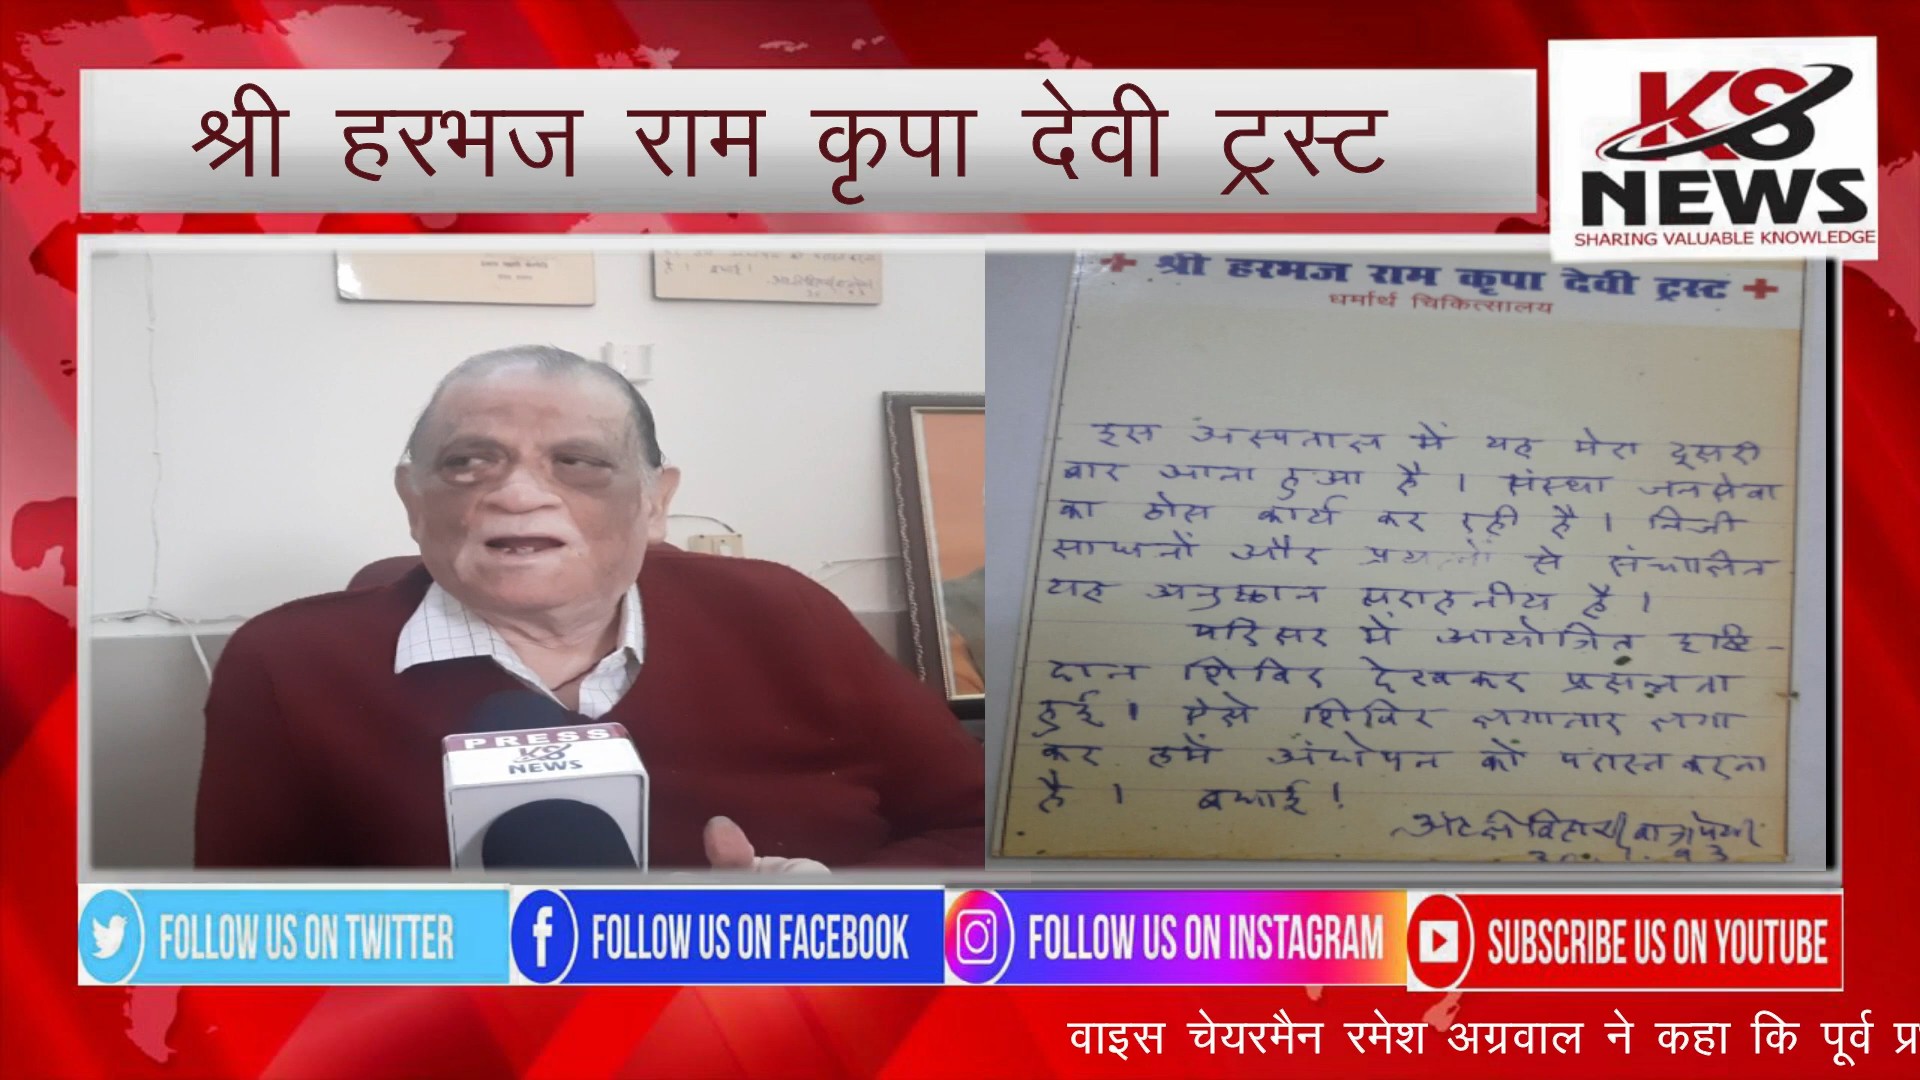 श्री हरभज राम कृपा देवी ट्रस्ट
K8
NEWS
SHARING VALUABLE KNOWLEDGE
श्री हरभज राम कृपा देवी ट्रस्ट
धर्मार्थ चिकित्सालय
इस अस्पताल में यह मेरा दूसरी
बार आना हुआ है । संस्था जनसेवा
का ठोस कार्य कर रही है । निजी
साधनों और प्रयत्नों से संचालित
यह अनुष्ठान सराहनीय है ।
परिसर में आयोजित दृष्टि-
दान शिविर देखकर प्रसन्नता
हुई । ऐसे शिविर लगातार लगा
कर हमें अंधेपन को परास्त करना
है । बधाई !
अटल बिहारी वाजपेयी
PRESS
K8
NEWS
FOLLOW US ON TWITTER
FOLLOW US ON FACEBOOK
FOLLOW US ON INSTAGRAM
SUBSCRIBE US ON YOUTUBE
वाइस चेयरमैन रमेश अग्रवाल ने कहा कि पूर्व